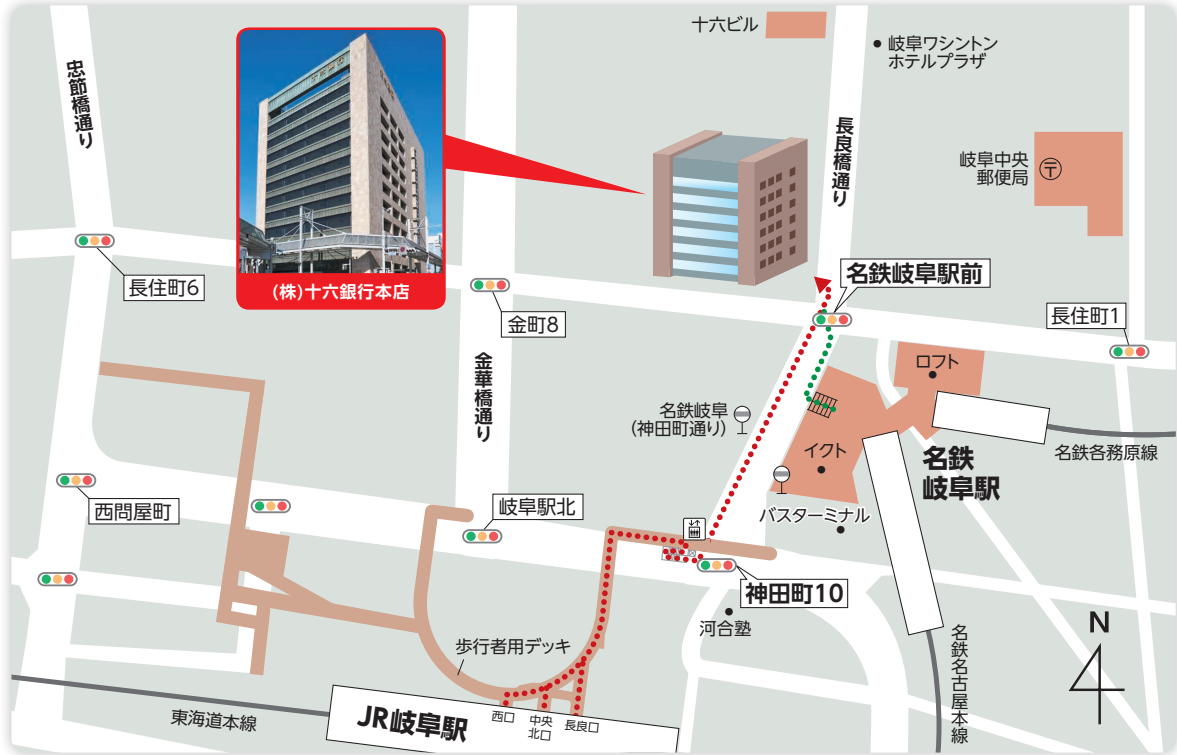 十六ビル
岐阜ワシントン
ホテルプラザ
忠節橋通り
長良橋通り
岐阜中央
郵便局
〒
(株)十六銀行本店
長住町6
金町8
名鉄岐阜駅前
長住町1
金華橋通り
ロフト
名鉄岐阜
(神田町通り)
イクト
名鉄
岐阜駅
名鉄各務原線
西問屋町
岐阜駅北
バスターミナル
神田町10
河合塾
歩行者用デッキ
名鉄名古屋本線
N
東海道本線
JR岐阜駅
西口
中央
北口
長良口